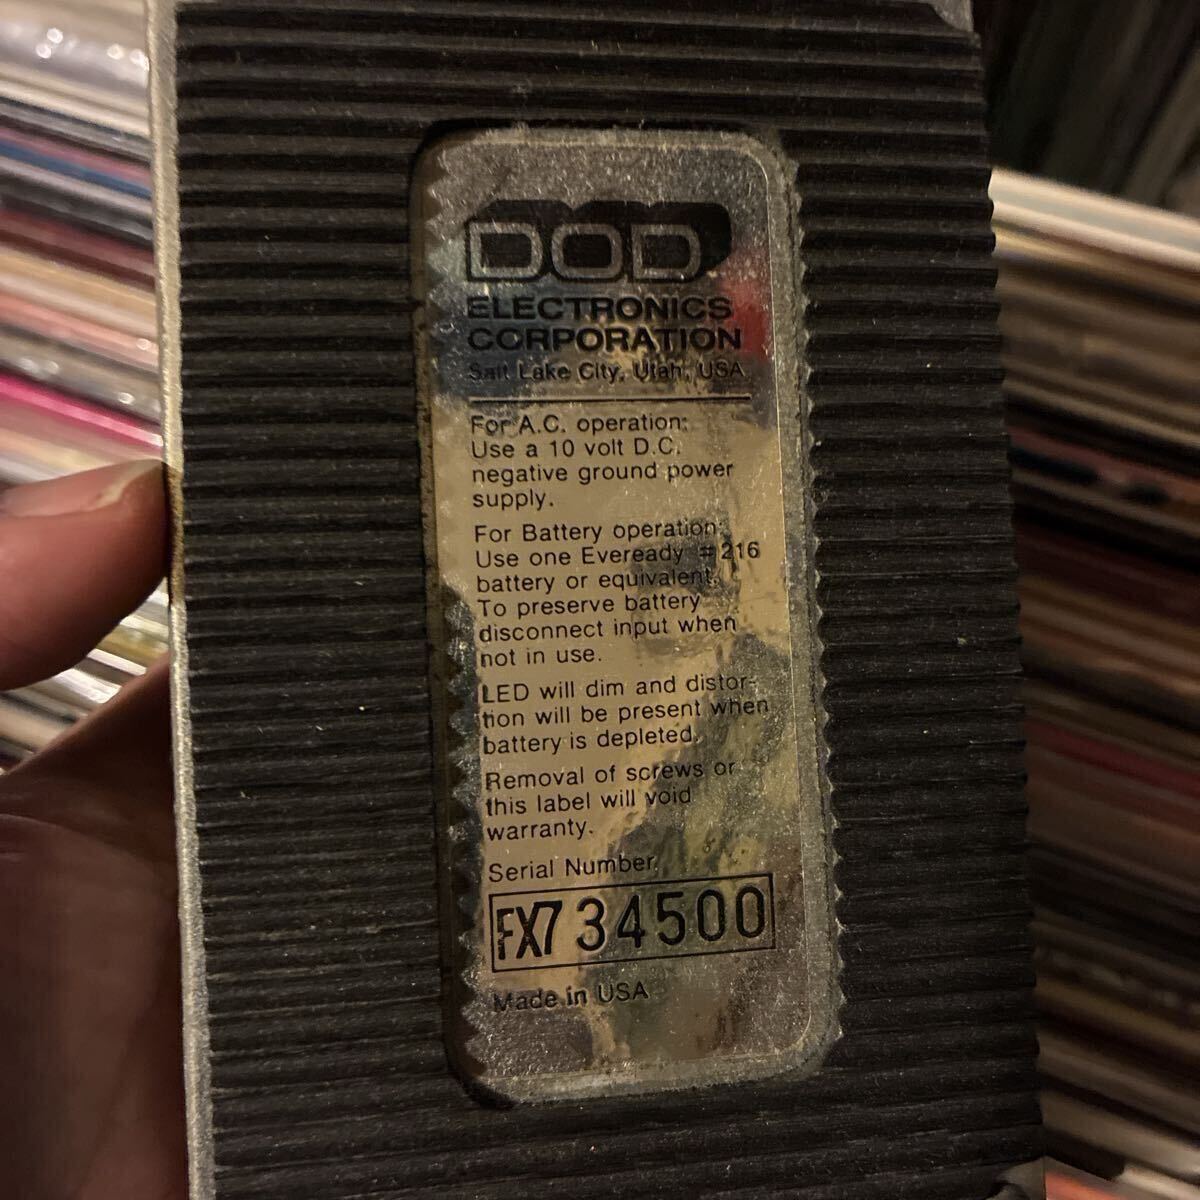 DOD
ELECTRONICS
CORPORATION
Salt Lake City, Utah, USA
For A.C. operation:
Use a 10 volt D.C.
negative ground power
supply.
For Battery operation:
Use one Eveready #216
battery or equivalent.
To preserve battery
disconnect input when
not in use.
LED will dim and distor-
tion will be present when
battery is depleted.
Removal of screws or
this label will void
warranty.
Serial Number.
FX7 34500
Made in USA